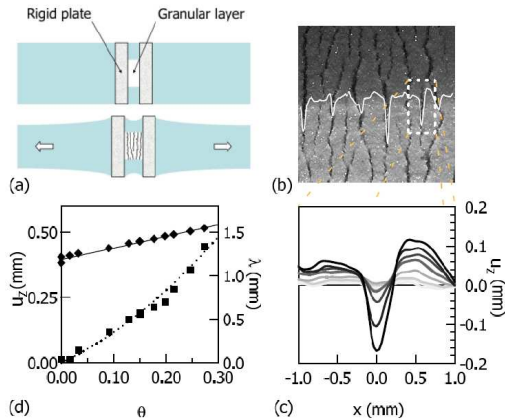 Rigid plate
Granular layer
(a)
(b)
0.50
0.25
0.00
u_z (mm)
1.5
1.0
0.5
0.0
λ (mm)
0.00
0.10
0.20
0.30
θ
(d)
0.2
0.1
0.0
-0.1
-0.2
u_z (mm)
-1.0
-0.5
0.0
0.5
1.0
x (mm)
(c)